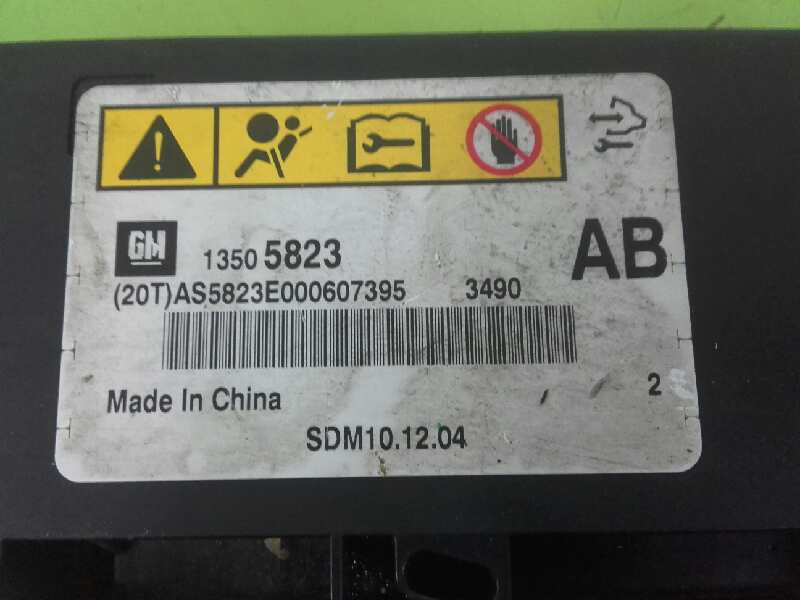 GM 1350 5823 AB
(20T)AS5823E000607395 3490
Made In China 2
SDM10.12.04